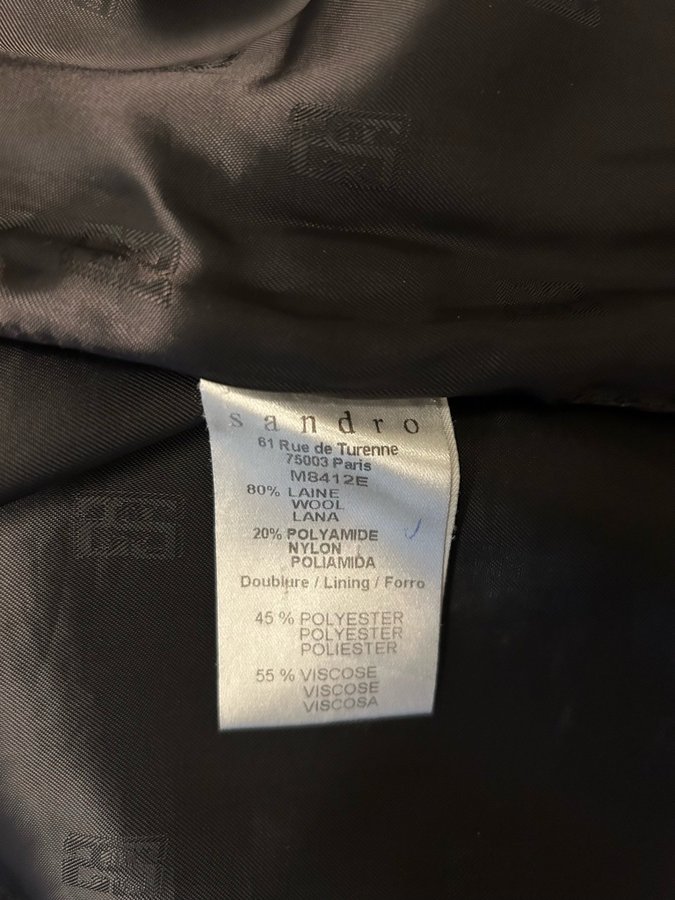 sandro
61 Rue de Turenne
75003 Paris
M8412E
80% LAINE
WOOL
LANA
20% POLYAMIDE
NYLON
POLIAMIDA
Doublure / Lining / Forro
45 % POLYESTER
POLYESTER
POLIESTER
55 % VISCOSE
VISCOSE
VISCOSA